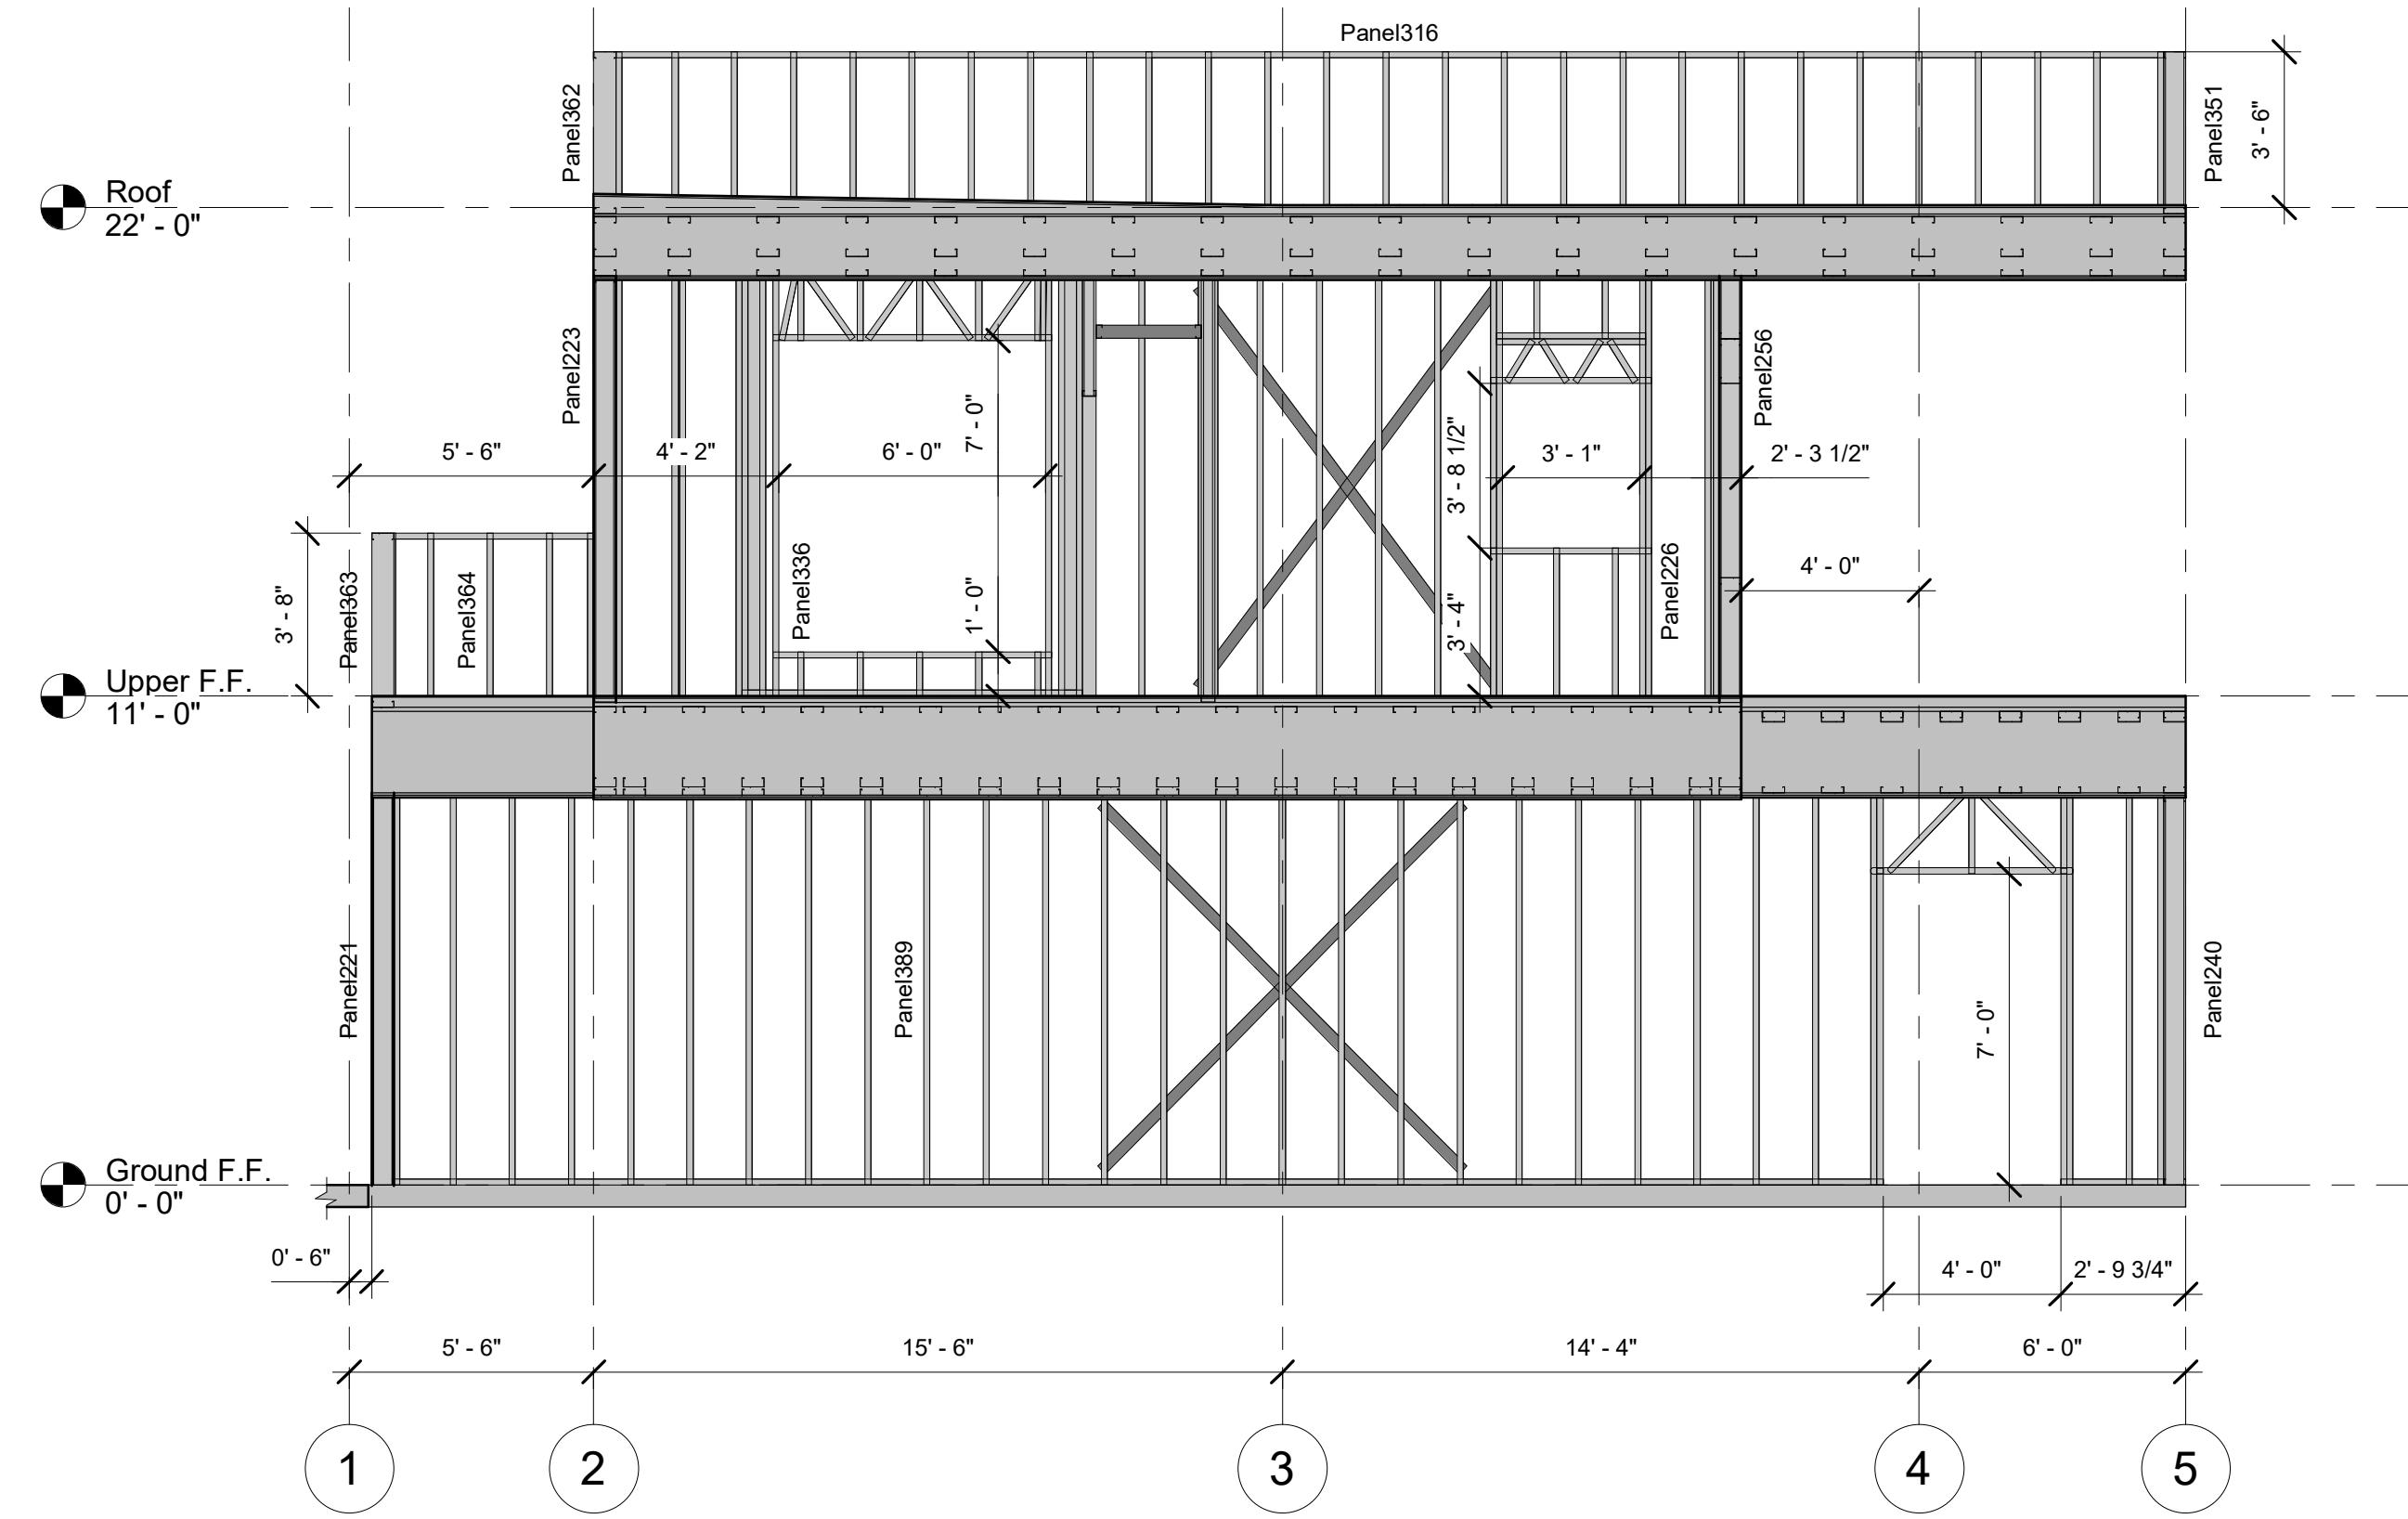 Panel316
Panel362
Panel351
3' - 6"
Roof
22' - 0"
Panel223
Panel256
5' - 6"
4' - 2"
6' - 0"
7' - 0"
3' - 8 1/2"
3' - 1"
2' - 3 1/2"
3' - 8"
Panel363
Panel364
Panel336
1' - 0"
3' - 4"
Panel226
4' - 0"
Upper F.F.
11' - 0"
Panel221
Panel389
7' - 0"
Panel240
Ground F.F.
0' - 0"
0' - 6"
4' - 0"
2' - 9 3/4"
5' - 6"
15' - 6"
14' - 4"
6' - 0"
1
2
3
4
5